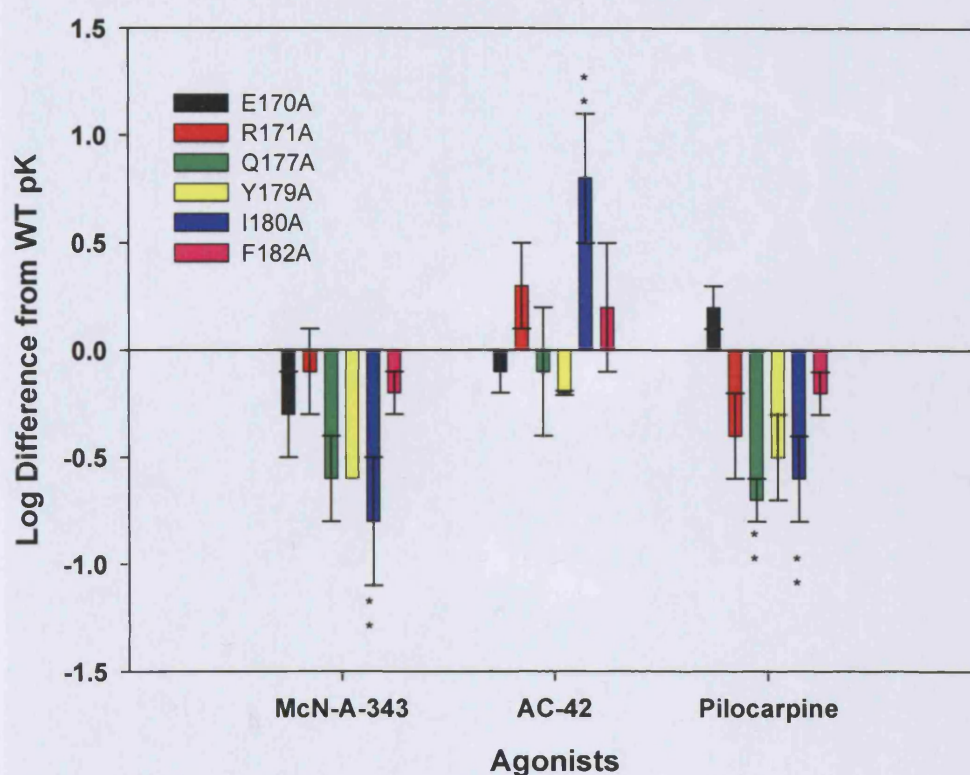 1.5
1.0
0.5
0.0
-0.5
-1.0
-1.5
Log Difference from WT pK
E170A
R171A
Q177A
Y179A
I180A
F182A
*
*
*
*
*
*
*
*
McN-A-343
AC-42
Pilocarpine
Agonists